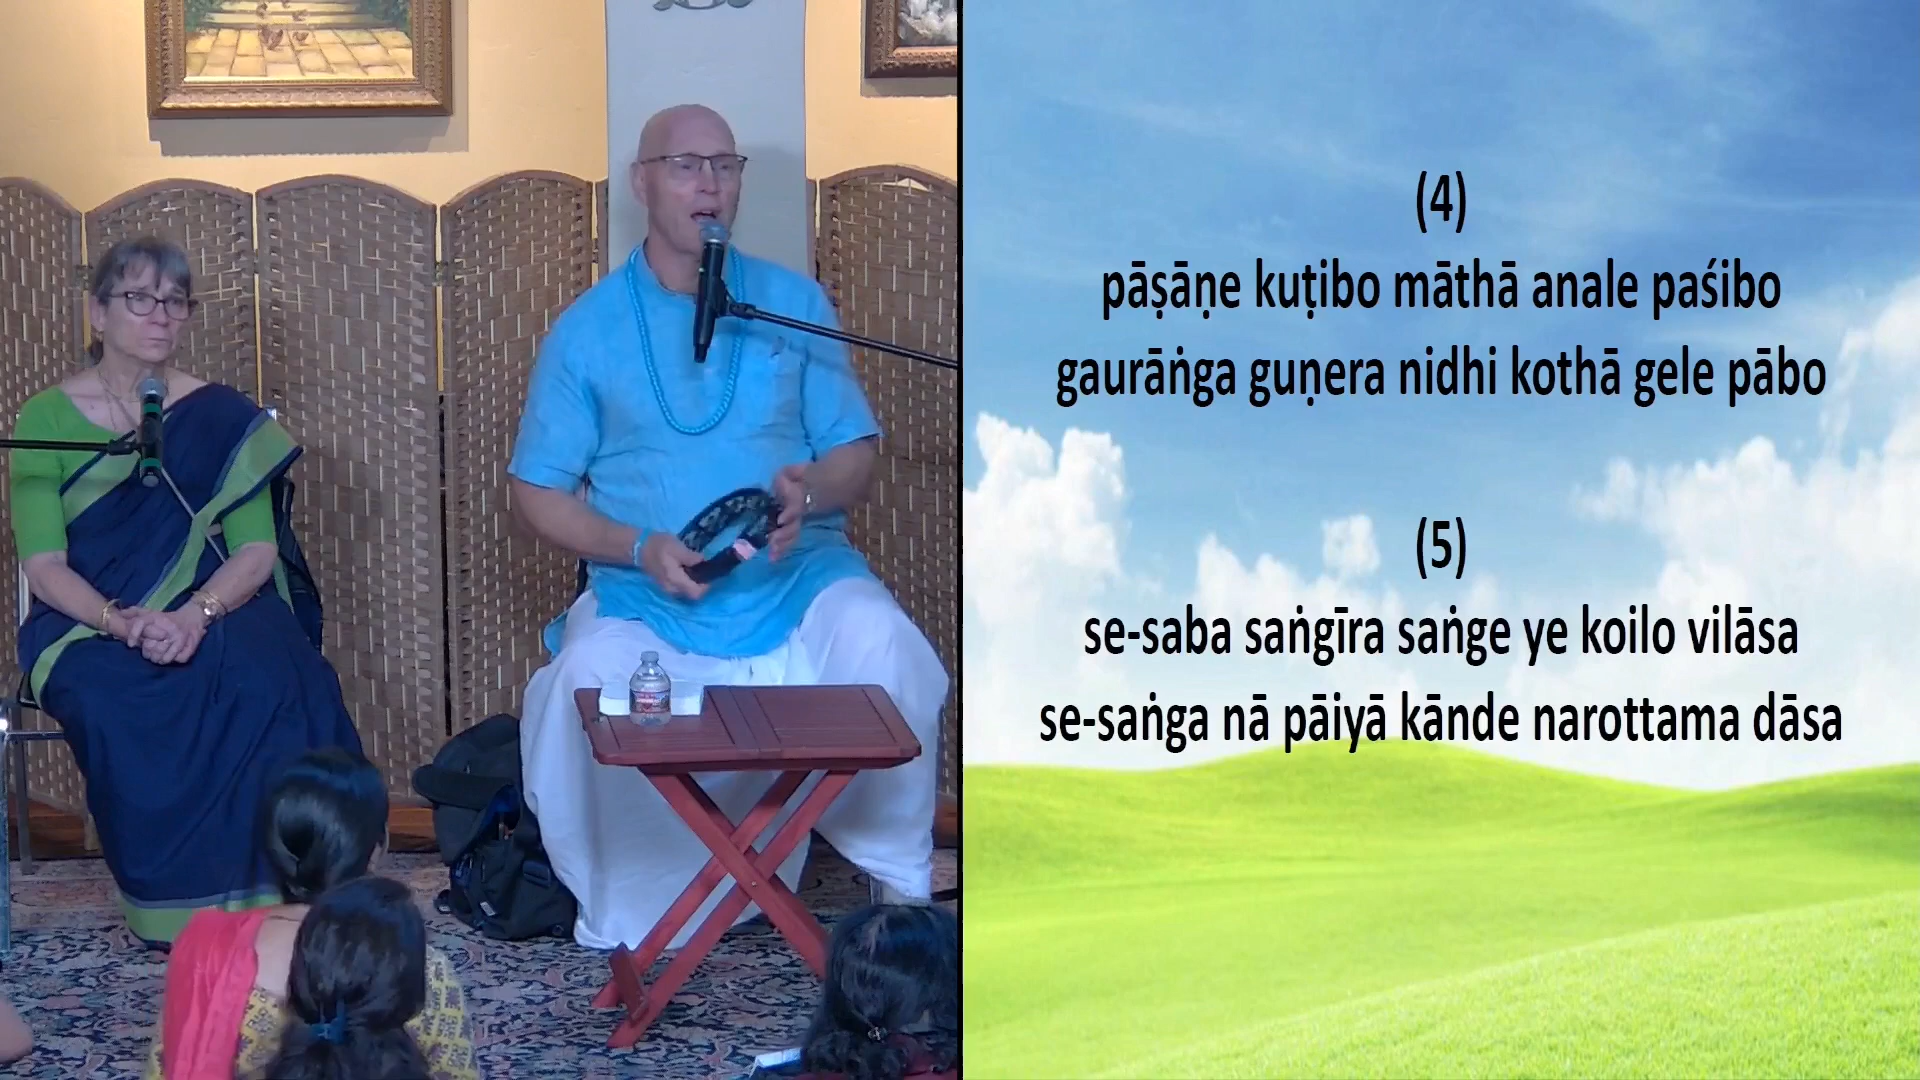 (4)
pāṣāṇe kuṭibo māthā anale paśibo
gaurāṅga guṇera nidhi kothā gele pābo
(5)
se-saba saṅgīra saṅge ye koilo vilāsa
se-saṅga nā pāiyā kānde narottama dāsa